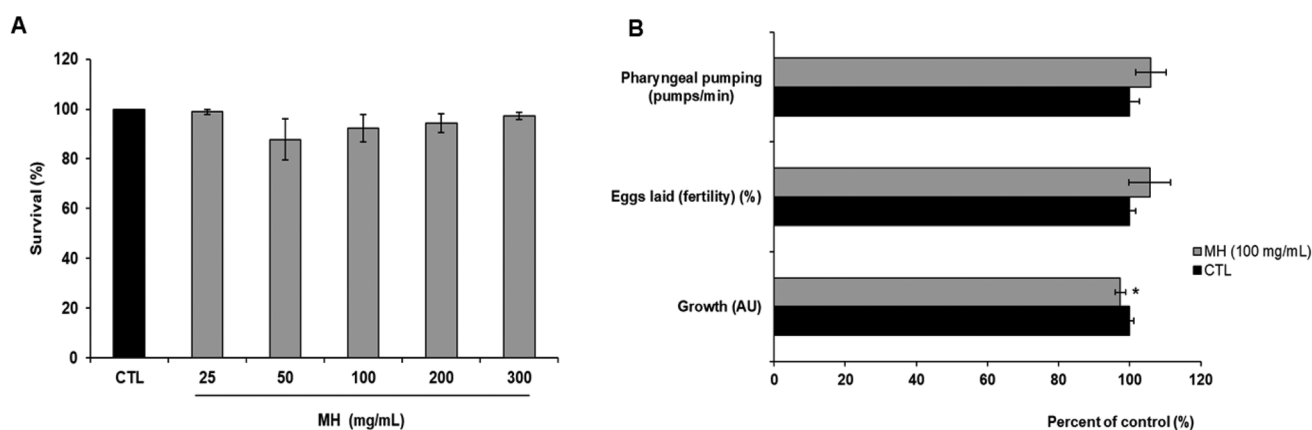 A
120
100
80
60
40
20
0
Survival (%)
CTL 25 50 100 200 300
MH (mg/mL)
B
Pharyngeal pumping
(pumps/min)
Eggs laid (fertility) (%)
Growth (AU)
*
0 20 40 60 80 100 120
Percent of control (%)
MH (100 mg/mL)
CTL